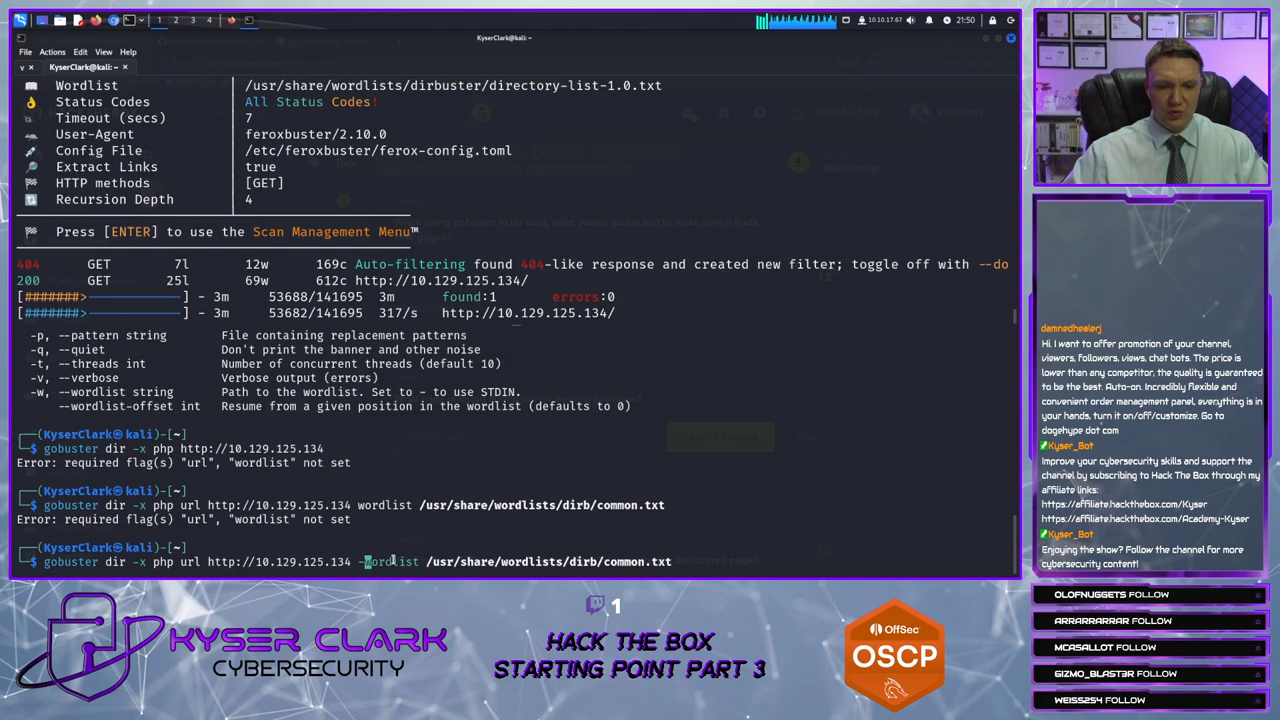 1 2 3 4
10.10.17.67
21:50
KyserClark@kali: ~
File Actions Edit View Help
KyserClark@kali: ~
Wordlist /usr/share/wordlists/dirbuster/directory-list-1.0.txt
Status Codes All Status Codes!
Timeout (secs) 7
User-Agent feroxbuster/2.10.0
Config File /etc/feroxbuster/ferox-config.toml
Extract Links true
HTTP methods [GET]
Recursion Depth 4
Press [ENTER] to use the Scan Management Menu™
404 GET 7l 12w 169c Auto-filtering found 404-like response and created new filter; toggle off with --do
200 GET 25l 69w 612c http://10.129.125.134/
[#######>--------------------] - 3m 53688/141695 3m found:1 errors:0
[#######>--------------------] - 3m 53682/141695 317/s http://10.129.125.134/
-p, --pattern string File containing replacement patterns
-q, --quiet Don't print the banner and other noise
-t, --threads int Number of concurrent threads (default 10)
-v, --verbose Verbose output (errors)
-w, --wordlist string Path to the wordlist. Set to - to use STDIN.
--wordlist-offset int Resume from a given position in the wordlist (defaults to 0)
┌──(KyserClark㉿kali)-[~]
└─$ gobuster dir -x php http://10.129.125.134
Error: required flag(s) "url", "wordlist" not set
┌──(KyserClark㉿kali)-[~]
└─$ gobuster dir -x php url http://10.129.125.134 wordlist /usr/share/wordlists/dirb/common.txt
Error: required flag(s) "url", "wordlist" not set
┌──(KyserClark㉿kali)-[~]
└─$ gobuster dir -x php url http://10.129.125.134 -wordlist /usr/share/wordlists/dirb/common.txt
damnedhealerj
Hi. I want to offer promotion of your channel,
viewers, followers, views, chat bots. The price is
lower than any competitor, the quality is guaranteed
to be the best. Auto-on. Incredibly flexible and
convenient order management panel, everything is in
your hands, turn it on/off/customize. Go to
dogehype dot com
Kyser_Bot
Improve your cybersecurity skills and support the
channel by subscribing to Hack The Box through my
affiliate links:
https://affiliate.hackthebox.com/Kyser
https://affiliate.hackthebox.com/Academy-Kyser
Kyser_Bot
Enjoying the show? Follow the channel for more
cybersecurity content!
OLOFNUGGETS FOLLOW
ARRARRARRAR FOLLOW
MCASALLOT FOLLOW
GIZMO_BLAST3R FOLLOW
WEISS254 FOLLOW
KYSER CLARK
CYBERSECURITY
1
HACK THE BOX
STARTING POINT PART 3
OffSec
OSCP